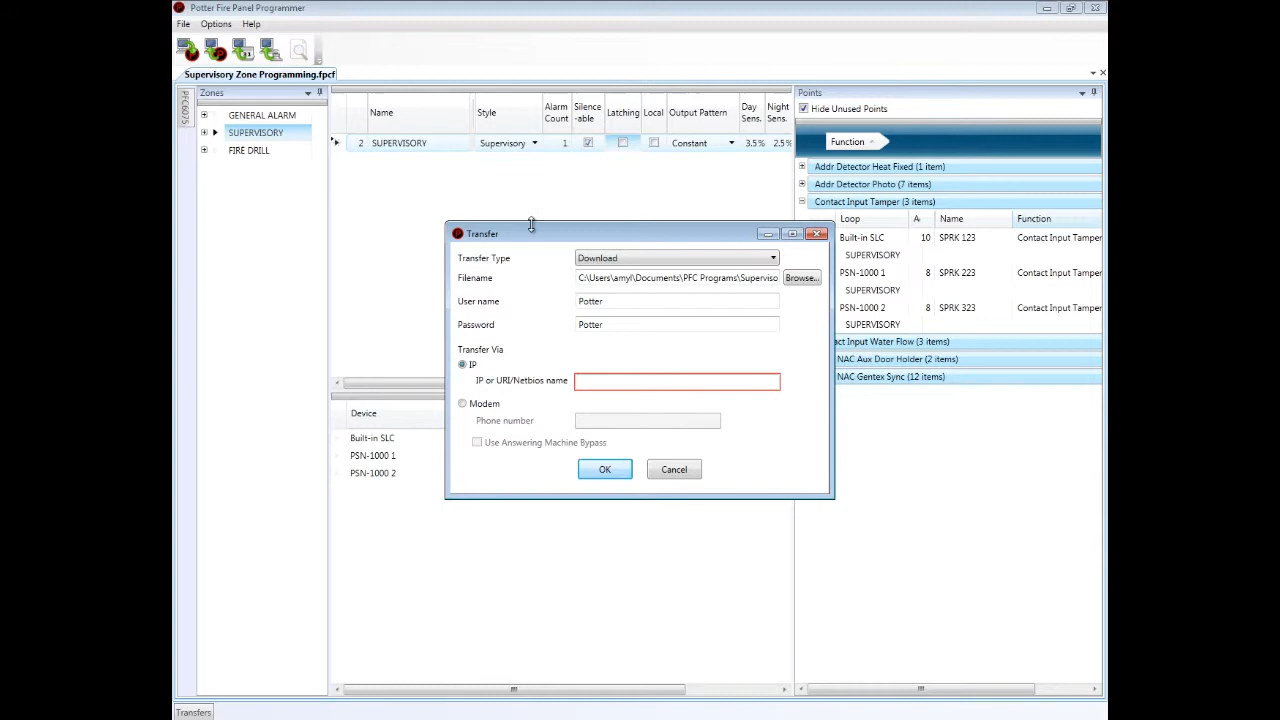 Potter Fire Panel Programmer
File Options Help
Supervisory Zone Programming.fpcf
PFC6075
Zones
GENERAL ALARM
SUPERVISORY
FIRE DRILL
Name Style Alarm Count Silence -able Latching Local Output Pattern Day Sens. Night Sens.
2 SUPERVISORY Supervisory 1 Constant 3.5% 2.5%
Device
Built-in SLC
PSN-1000 1
PSN-1000 2
Transfer
Transfer Type Download
Filename C:\Users\amyl\Documents\PFC Programs\Superviso Browse...
User name Potter
Password Potter
Transfer Via
IP
IP or URI/Netbios name
Modem
Phone number
Use Answering Machine Bypass
OK Cancel
Points
Hide Unused Points
Function
Addr Detector Heat Fixed (1 item)
Addr Detector Photo (7 items)
Contact Input Tamper (3 items)
Loop A Name Function
Built-in SLC 10 SPRK 123 Contact Input Tamper
SUPERVISORY
PSN-1000 1 8 SPRK 223 Contact Input Tamper
SUPERVISORY
PSN-1000 2 8 SPRK 323 Contact Input Tamper
SUPERVISORY
act Input Water Flow (3 items)
NAC Aux Door Holder (2 items)
NAC Gentex Sync (12 items)
Transfers